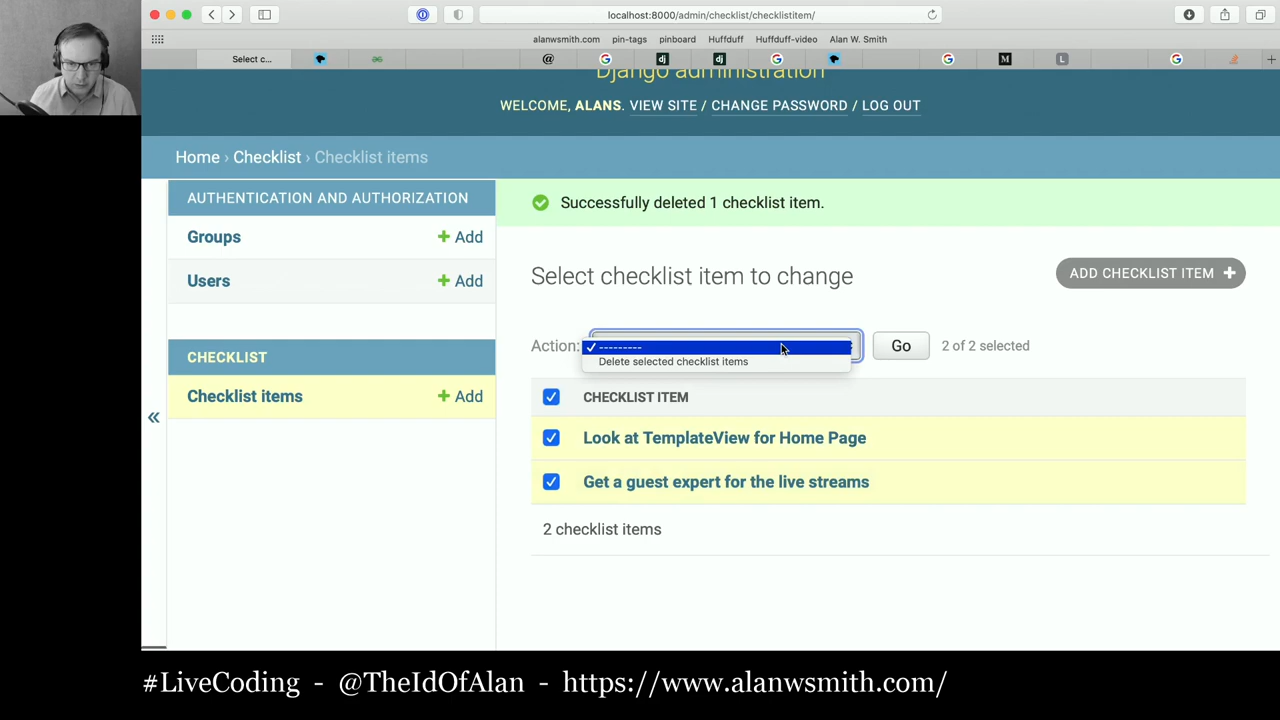 localhost:8000/admin/checklist/checklistitem/
alanwsmith.com pin-tags pinboard Huffduff Huffduff-video Alan W. Smith
Select c...
Django administration
WELCOME, ALANS. VIEW SITE / CHANGE PASSWORD / LOG OUT
Home › Checklist › Checklist items
AUTHENTICATION AND AUTHORIZATION
Groups + Add
Users + Add
CHECKLIST
Checklist items + Add
«
Successfully deleted 1 checklist item.
Select checklist item to change
ADD CHECKLIST ITEM +
Action: ---------
Delete selected checklist items
Go
2 of 2 selected
CHECKLIST ITEM
Look at TemplateView for Home Page
Get a guest expert for the live streams
2 checklist items
#LiveCoding - @TheIdOfAlan - https://www.alanwsmith.com/